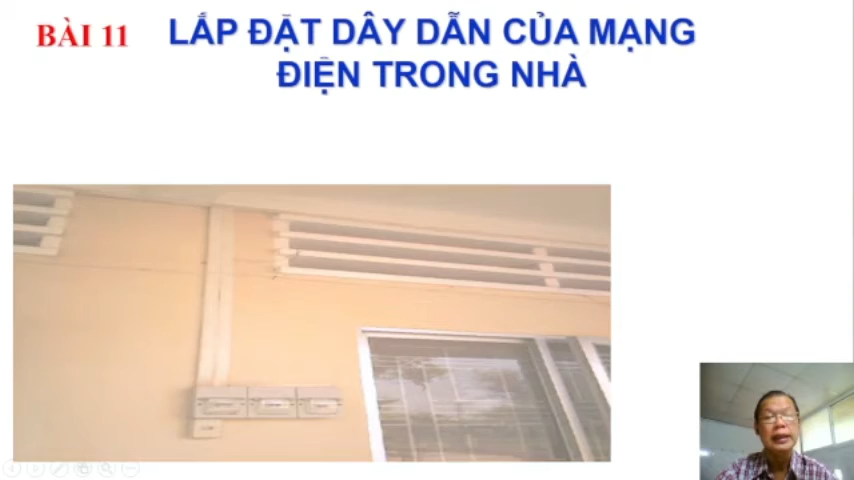 BÀI 11
LẮP ĐẶT DÂY DẪN CỦA MẠNG
ĐIỆN TRONG NHÀ